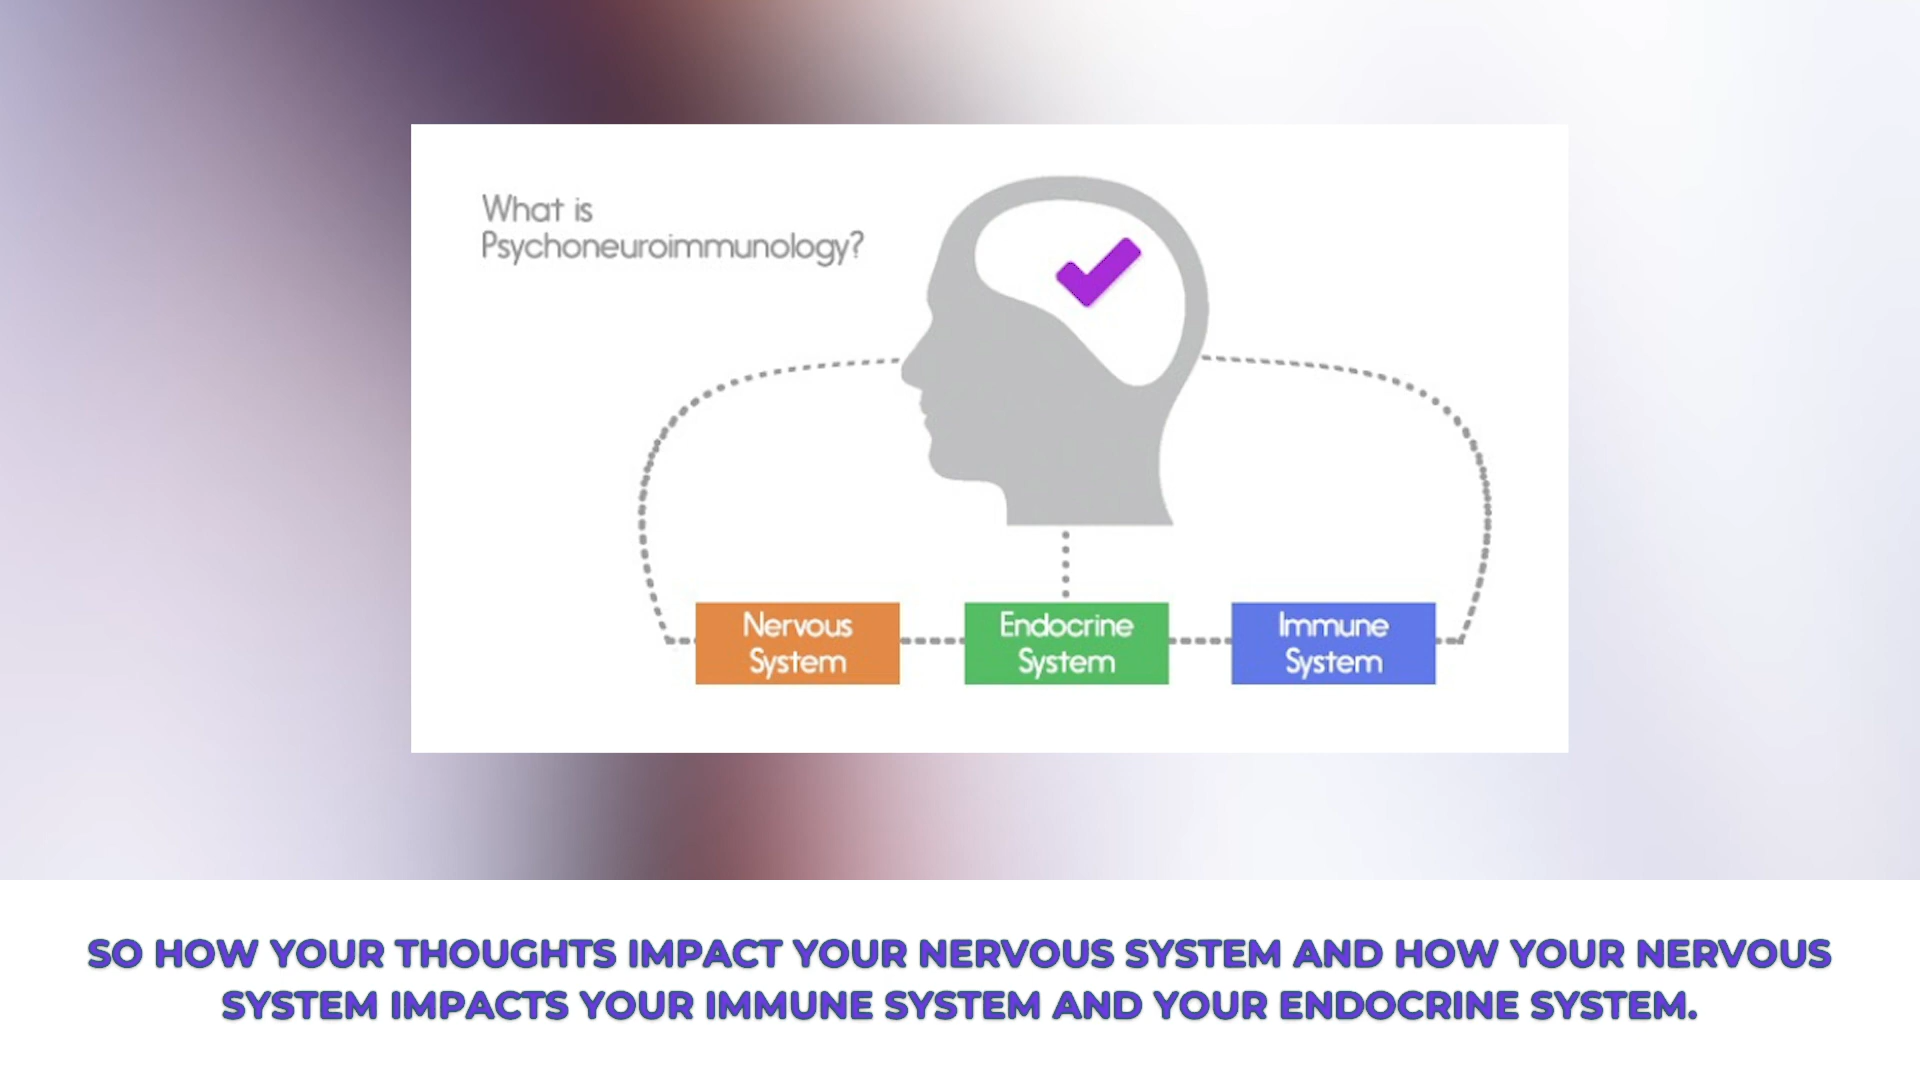 What is
Psychoneuroimmunology?
Nervous
System
Endocrine
System
Immune
System
SO HOW YOUR THOUGHTS IMPACT YOUR NERVOUS SYSTEM AND HOW YOUR NERVOUS
SYSTEM IMPACTS YOUR IMMUNE SYSTEM AND YOUR ENDOCRINE SYSTEM.